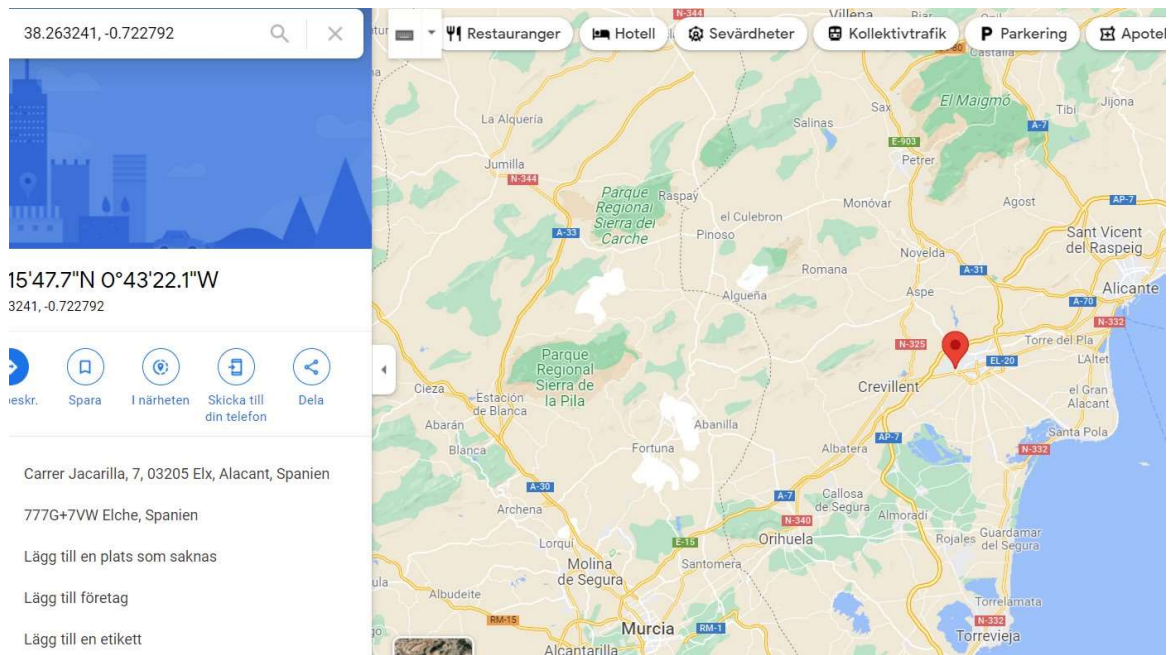 38.263241, -0.722792
Restauranger
Hotell
Sevärdheter
Kollektivtrafik
Parkering
Apotel
15'47.7"N 0°43'22.1"W
3241, -0.722792
eskr.
Spara
I närheten
Skicka till
din telefon
Dela
Carrer Jacarilla, 7, 03205 Elx, Alacant, Spanien
777G+7VW Elche, Spanien
Lägg till en plats som saknas
Lägg till företag
Lägg till en etikett
N-344
Villena
Castalla
La Alquería
Salinas
Sax
El Maigmó
Tibi
Jijona
A-7
E-903
Petrer
Jumilla
N-344
Parque
Regional
Sierra del
Carche
Raspay
el Culebron
Pinoso
Monóvar
Agost
AP-7
A-33
Sant Vicent
del Raspeig
Novelda
Romana
A-31
Algueña
Aspe
Alicante
A-70
N-332
N-325
Torre del Pla
Parque
Regional
Sierra de
la Pila
EL-20
L'Altet
Crevillent
el Gran
Alacant
Cieza
Estación
de Blanca
Abarán
Abanilla
Santa Pola
Blanca
Fortuna
Albatera
AP-7
N-332
A-30
Archena
A-7
Callosa
de Segura
Almoradí
N-340
Orihuela
Rojales
Guardamar
del Segura
Lorquí
E-15
Molina
de Segura
Santomera
Albudeite
Torrelamata
RM-15
N-332
Murcia
RM-1
Torrevieja
Alcantarilla